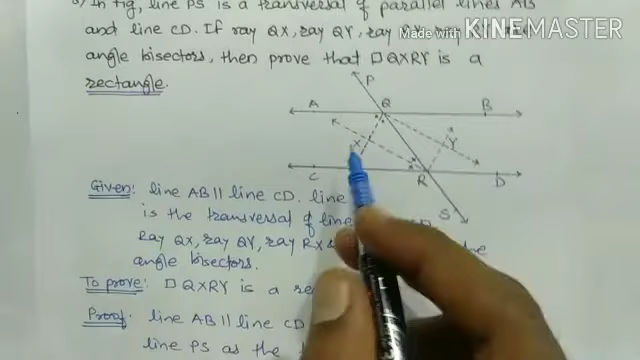 In fig, line PS is a transversal of parallel lines AB
and line CD. If ray QX, ray QY, ray
Made with KINEMASTER
angle bisectors, then prove that □QXRY is a
rectangle.
P
A Q B
X Y
C R D
S
Given: line AB || line CD. line
is the transversal of line
Ray QX, ray QY, ray RX &
angle bisectors.
To prove: □ QXRY is a
Proof: line AB || line CD
line PS as the